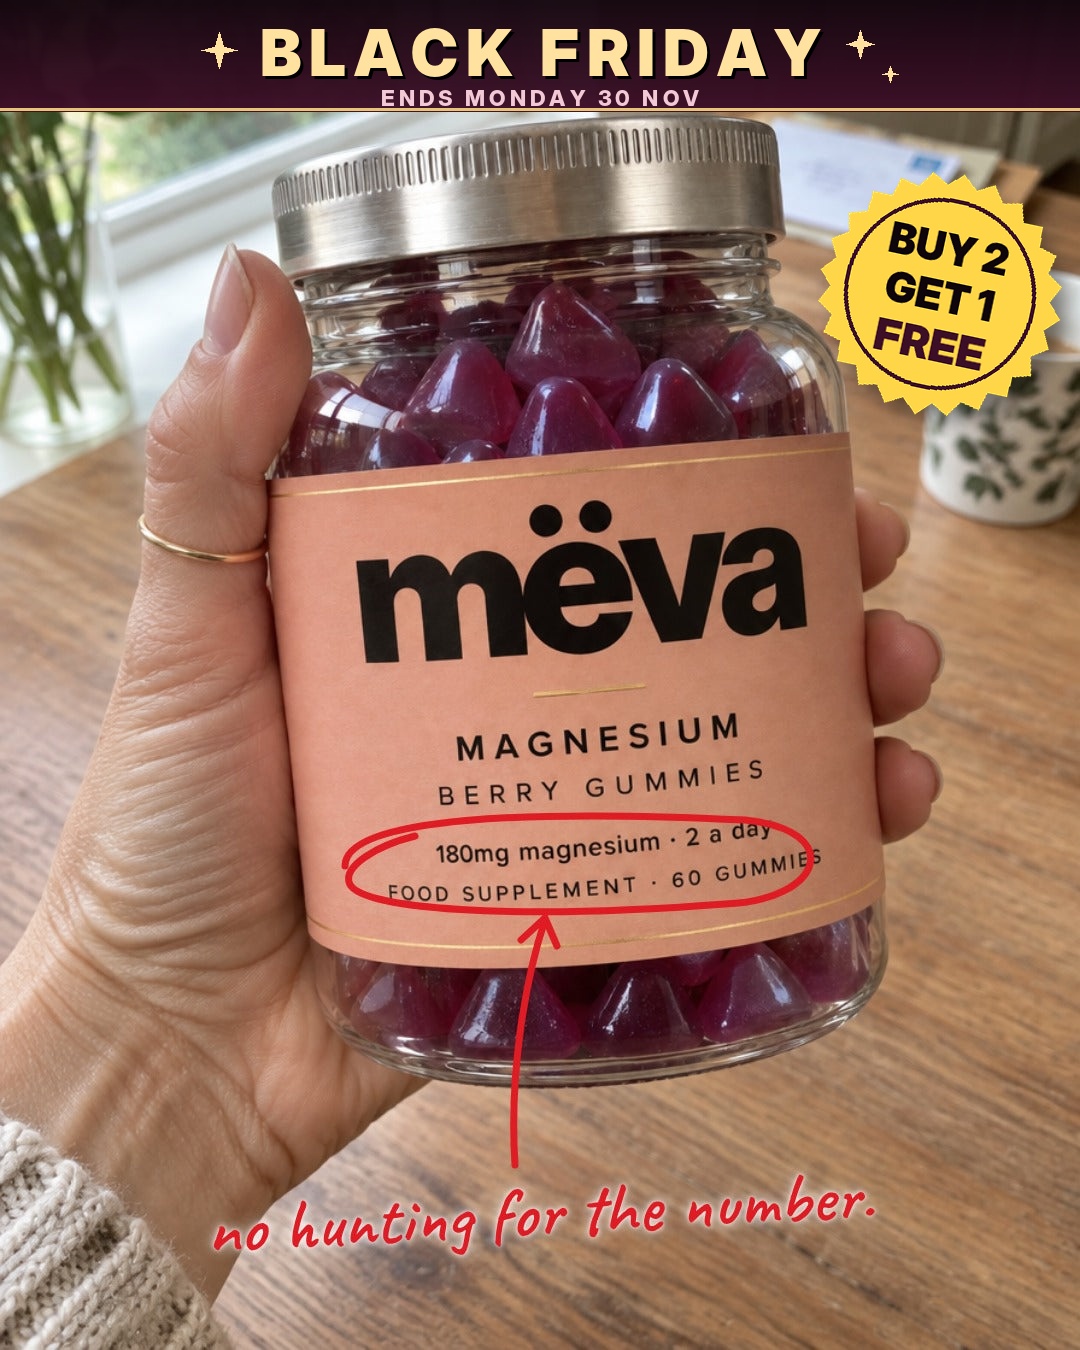 BLACK FRIDAY
ENDS MONDAY 30 NOV
BUY 2
GET 1
FREE
mëva
MAGNESIUM
BERRY GUMMIES
180mg magnesium · 2 a day
FOOD SUPPLEMENT · 60 GUMMIES
no hunting for the number.